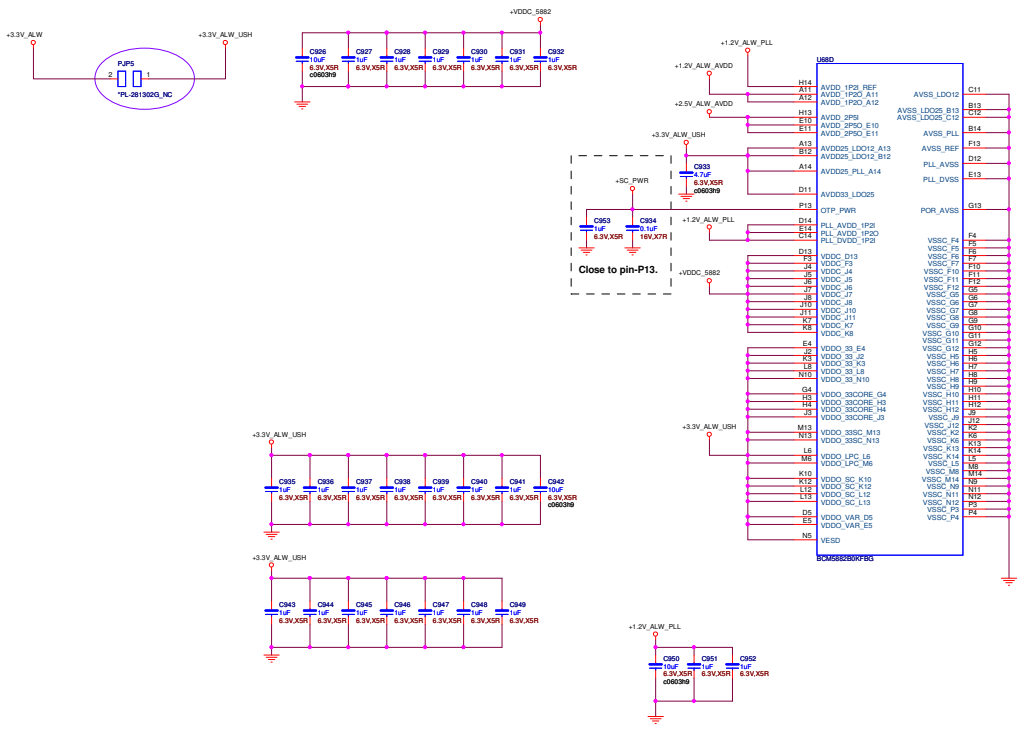 +3.3V_ALW
+3.3V_ALW_USH
PJP5
2
1
*PL-281302G_NC
+VDDC_5882
C926
10uF
6.3V,X5R
c0603h9
C927
1uF
6.3V,X5R
C928
1uF
6.3V,X5R
C929
1uF
6.3V,X5R
C930
1uF
6.3V,X5R
C931
1uF
6.3V,X5R
C932
1uF
6.3V,X5R
+1.2V_ALW_PLL
+1.2V_ALW_AVDD
+2.5V_ALW_AVDD
+3.3V_ALW_USH
C933
4.7uF
6.3V,X5R
c0603h9
+SC_PWR
C953
1uF
6.3V,X5R
C934
0.1uF
16V,X7R
Close to pin-P13.
+1.2V_ALW_PLL
+VDDC_5882
+3.3V_ALW_USH
U68D
H14 AVDD_1P2I_REF
A11 AVDD_1P2O_A11
A12 AVDD_1P2O_A12
H13 AVDD_2P5I
E10 AVDD_2P5O_E10
E11 AVDD_2P5O_E11
A13 AVDD25_LDO12_A13
B12 AVDD25_LDO12_B12
A14 AVDD25_PLL_A14
D11 AVDD33_LDO25
P13 OTP_PWR
D14 PLL_AVDD_1P2I
E14 PLL_AVDD_1P2O
C14 PLL_DVDD_1P2I
D13 VDDC_D13
F3 VDDC_F3
J4 VDDC_J4
J5 VDDC_J5
J6 VDDC_J6
J7 VDDC_J7
J8 VDDC_J8
J10 VDDC_J10
J11 VDDC_J11
K7 VDDC_K7
K8 VDDC_K8
E4 VDDO_33_E4
J2 VDDO_33_J2
K3 VDDO_33_K3
L8 VDDO_33_L8
N10 VDDO_33_N10
G4 VDDO_33CORE_G4
H3 VDDO_33CORE_H3
H4 VDDO_33CORE_H4
J3 VDDO_33CORE_J3
M13 VDDO_33SC_M13
N13 VDDO_33SC_N13
L6 VDDO_LPC_L6
M6 VDDO_LPC_M6
K10 VDDO_SC_K10
K12 VDDO_SC_K12
L12 VDDO_SC_L12
L13 VDDO_SC_L13
D5 VDDO_VAR_D5
E5 VDDO_VAR_E5
N5 VESD
AVSS_LDO12 C11
AVSS_LDO25_B13 B13
AVSS_LDO25_C12 C12
AVSS_PLL B14
AVSS_REF F13
PLL_AVSS D12
PLL_DVSS E13
POR_AVSS G13
VSSC_F4 F4
VSSC_F5 F5
VSSC_F6 F6
VSSC_F7 F7
VSSC_F10 F10
VSSC_F11 F11
VSSC_F12 F12
VSSC_G5 G5
VSSC_G6 G6
VSSC_G7 G7
VSSC_G8 G8
VSSC_G9 G9
VSSC_G10 G10
VSSC_G11 G11
VSSC_G12 G12
VSSC_H5 H5
VSSC_H6 H6
VSSC_H7 H7
VSSC_H8 H8
VSSC_H9 H9
VSSC_H10 H10
VSSC_H11 H11
VSSC_H12 H12
VSSC_J9 J9
VSSC_J12 J12
VSSC_K2 K2
VSSC_K6 K6
VSSC_K13 K13
VSSC_K14 K14
VSSC_L5 L5
VSSC_M8 M8
VSSC_M14 M14
VSSC_N9 N9
VSSC_N11 N11
VSSC_N12 N12
VSSC_P3 P3
VSSC_P4 P4
BCM5882B0KFBG
+3.3V_ALW_USH
C935
1uF
6.3V,X5R
C936
1uF
6.3V,X5R
C937
1uF
6.3V,X5R
C938
1uF
6.3V,X5R
C939
1uF
6.3V,X5R
C940
1uF
6.3V,X5R
C941
1uF
6.3V,X5R
C942
10uF
6.3V,X5R
c0603h9
+3.3V_ALW_USH
C943
1uF
6.3V,X5R
C944
1uF
6.3V,X5R
C945
1uF
6.3V,X5R
C946
1uF
6.3V,X5R
C947
1uF
6.3V,X5R
C948
1uF
6.3V,X5R
C949
1uF
6.3V,X5R
+1.2V_ALW_PLL
C950
10uF
6.3V,X5R
c0603h9
C951
1uF
6.3V,X5R
C952
1uF
6.3V,X5R